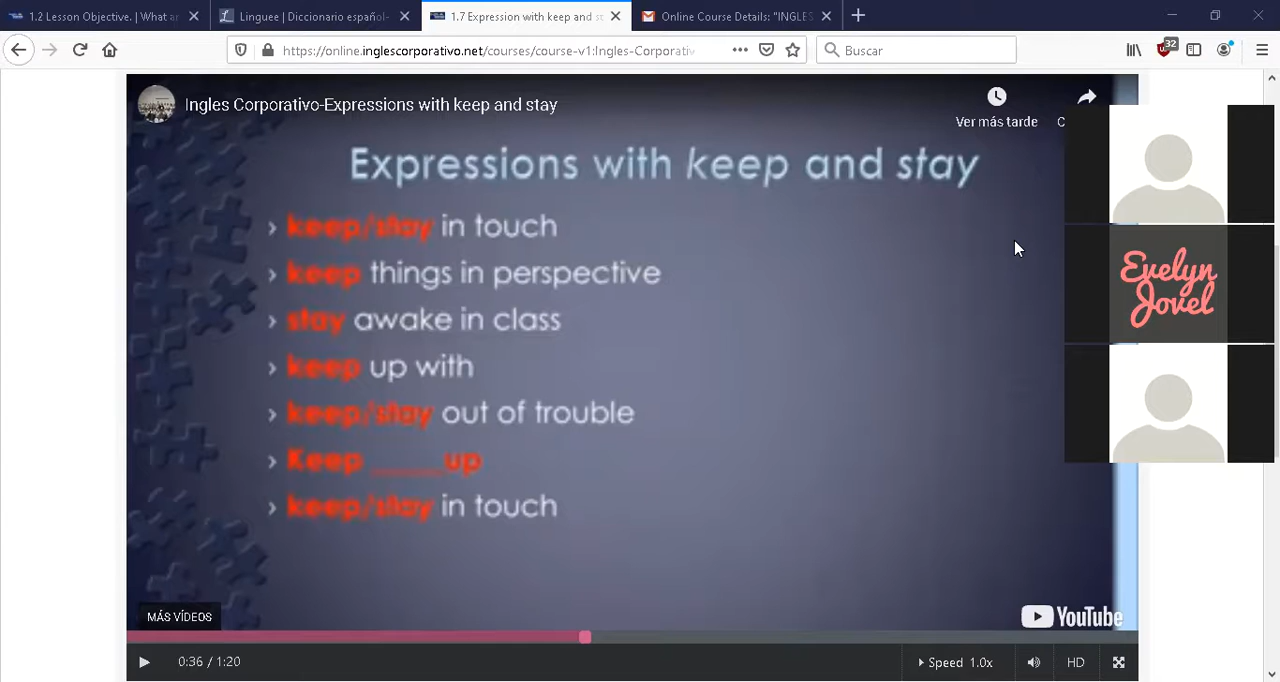 1.2 Lesson Objective. | What ar
Linguee | Diccionario español-
1.7 Expression with keep and st
Online Course Details: "INGLES
https://online.inglescorporativo.net/courses/course-v1:Ingles-Corporativ
Buscar
32
Ingles Corporativo-Expressions with keep and stay
Ver más tarde
C
Expressions with keep and stay
› keep/stay in touch
› keep things in perspective
› stay awake in class
› keep up with
› keep/stay out of trouble
› Keep _____up
› keep/stay in touch
Evelyn
Jovel
MÁS VÍDEOS
YouTube
0:36 / 1:20
Speed 1.0x
HD